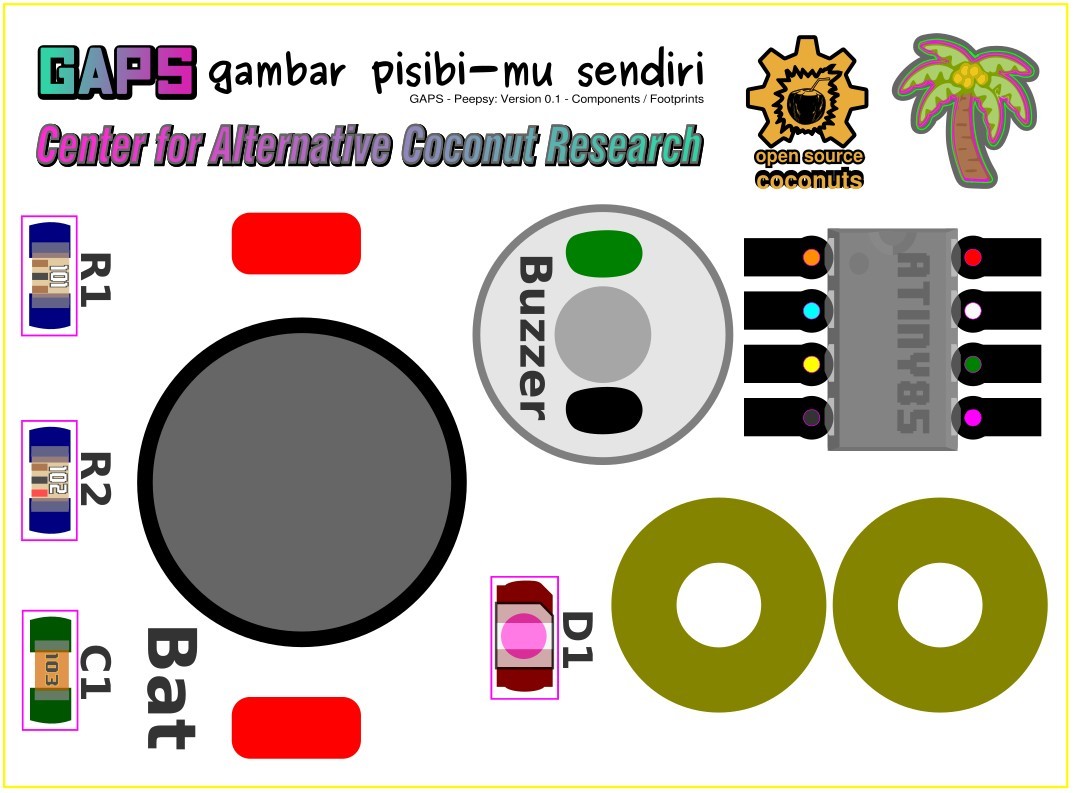 GAPS gambar pisibi-mu sendiri
GAPS - Peepsy: Version 0.1 - Components / Footprints
Center for Alternative Coconut Research
open source
coconuts
R1
101
Buzzer
ATTINY85
R2
102
D1
C1
103
Bat